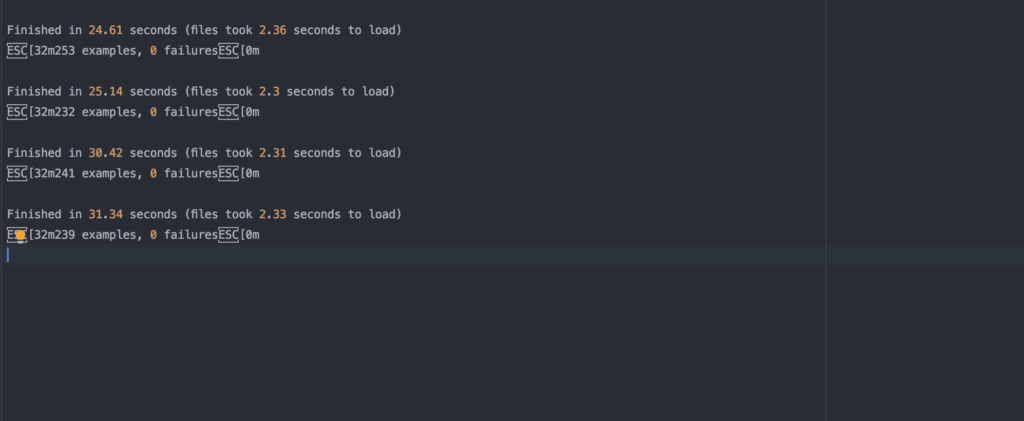 Finished in 24.61 seconds (files took 2.36 seconds to load)
ESC[32m253 examples, 0 failuresESC[0m
Finished in 25.14 seconds (files took 2.3 seconds to load)
ESC[32m232 examples, 0 failuresESC[0m
Finished in 30.42 seconds (files took 2.31 seconds to load)
ESC[32m241 examples, 0 failuresESC[0m
Finished in 31.34 seconds (files took 2.33 seconds to load)
ESC[32m239 examples, 0 failuresESC[0m